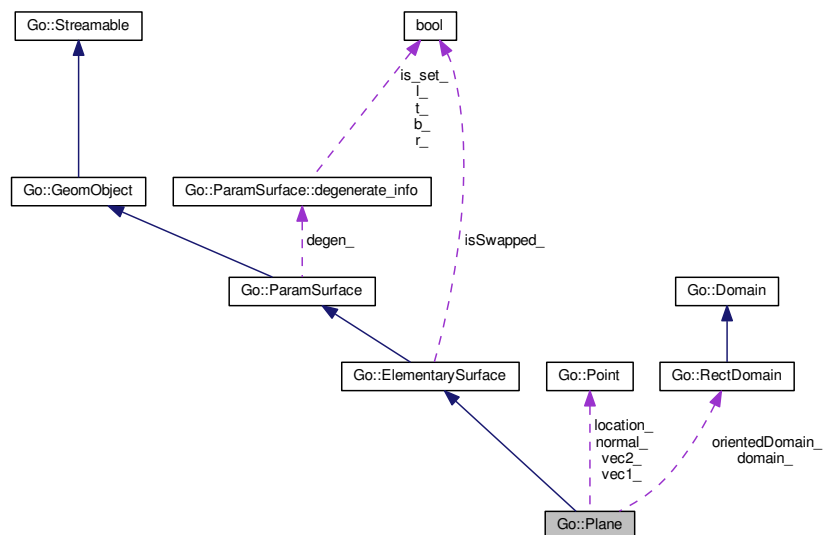 Go::Streamable
bool
is_set_
l_
t_
b_
r_
Go::GeomObject
Go::ParamSurface::degenerate_info
degen_
isSwapped_
Go::ParamSurface
Go::Domain
Go::ElementarySurface
Go::Point
Go::RectDomain
location_
normal_
vec2_
vec1_
orientedDomain_
domain_
Go::Plane